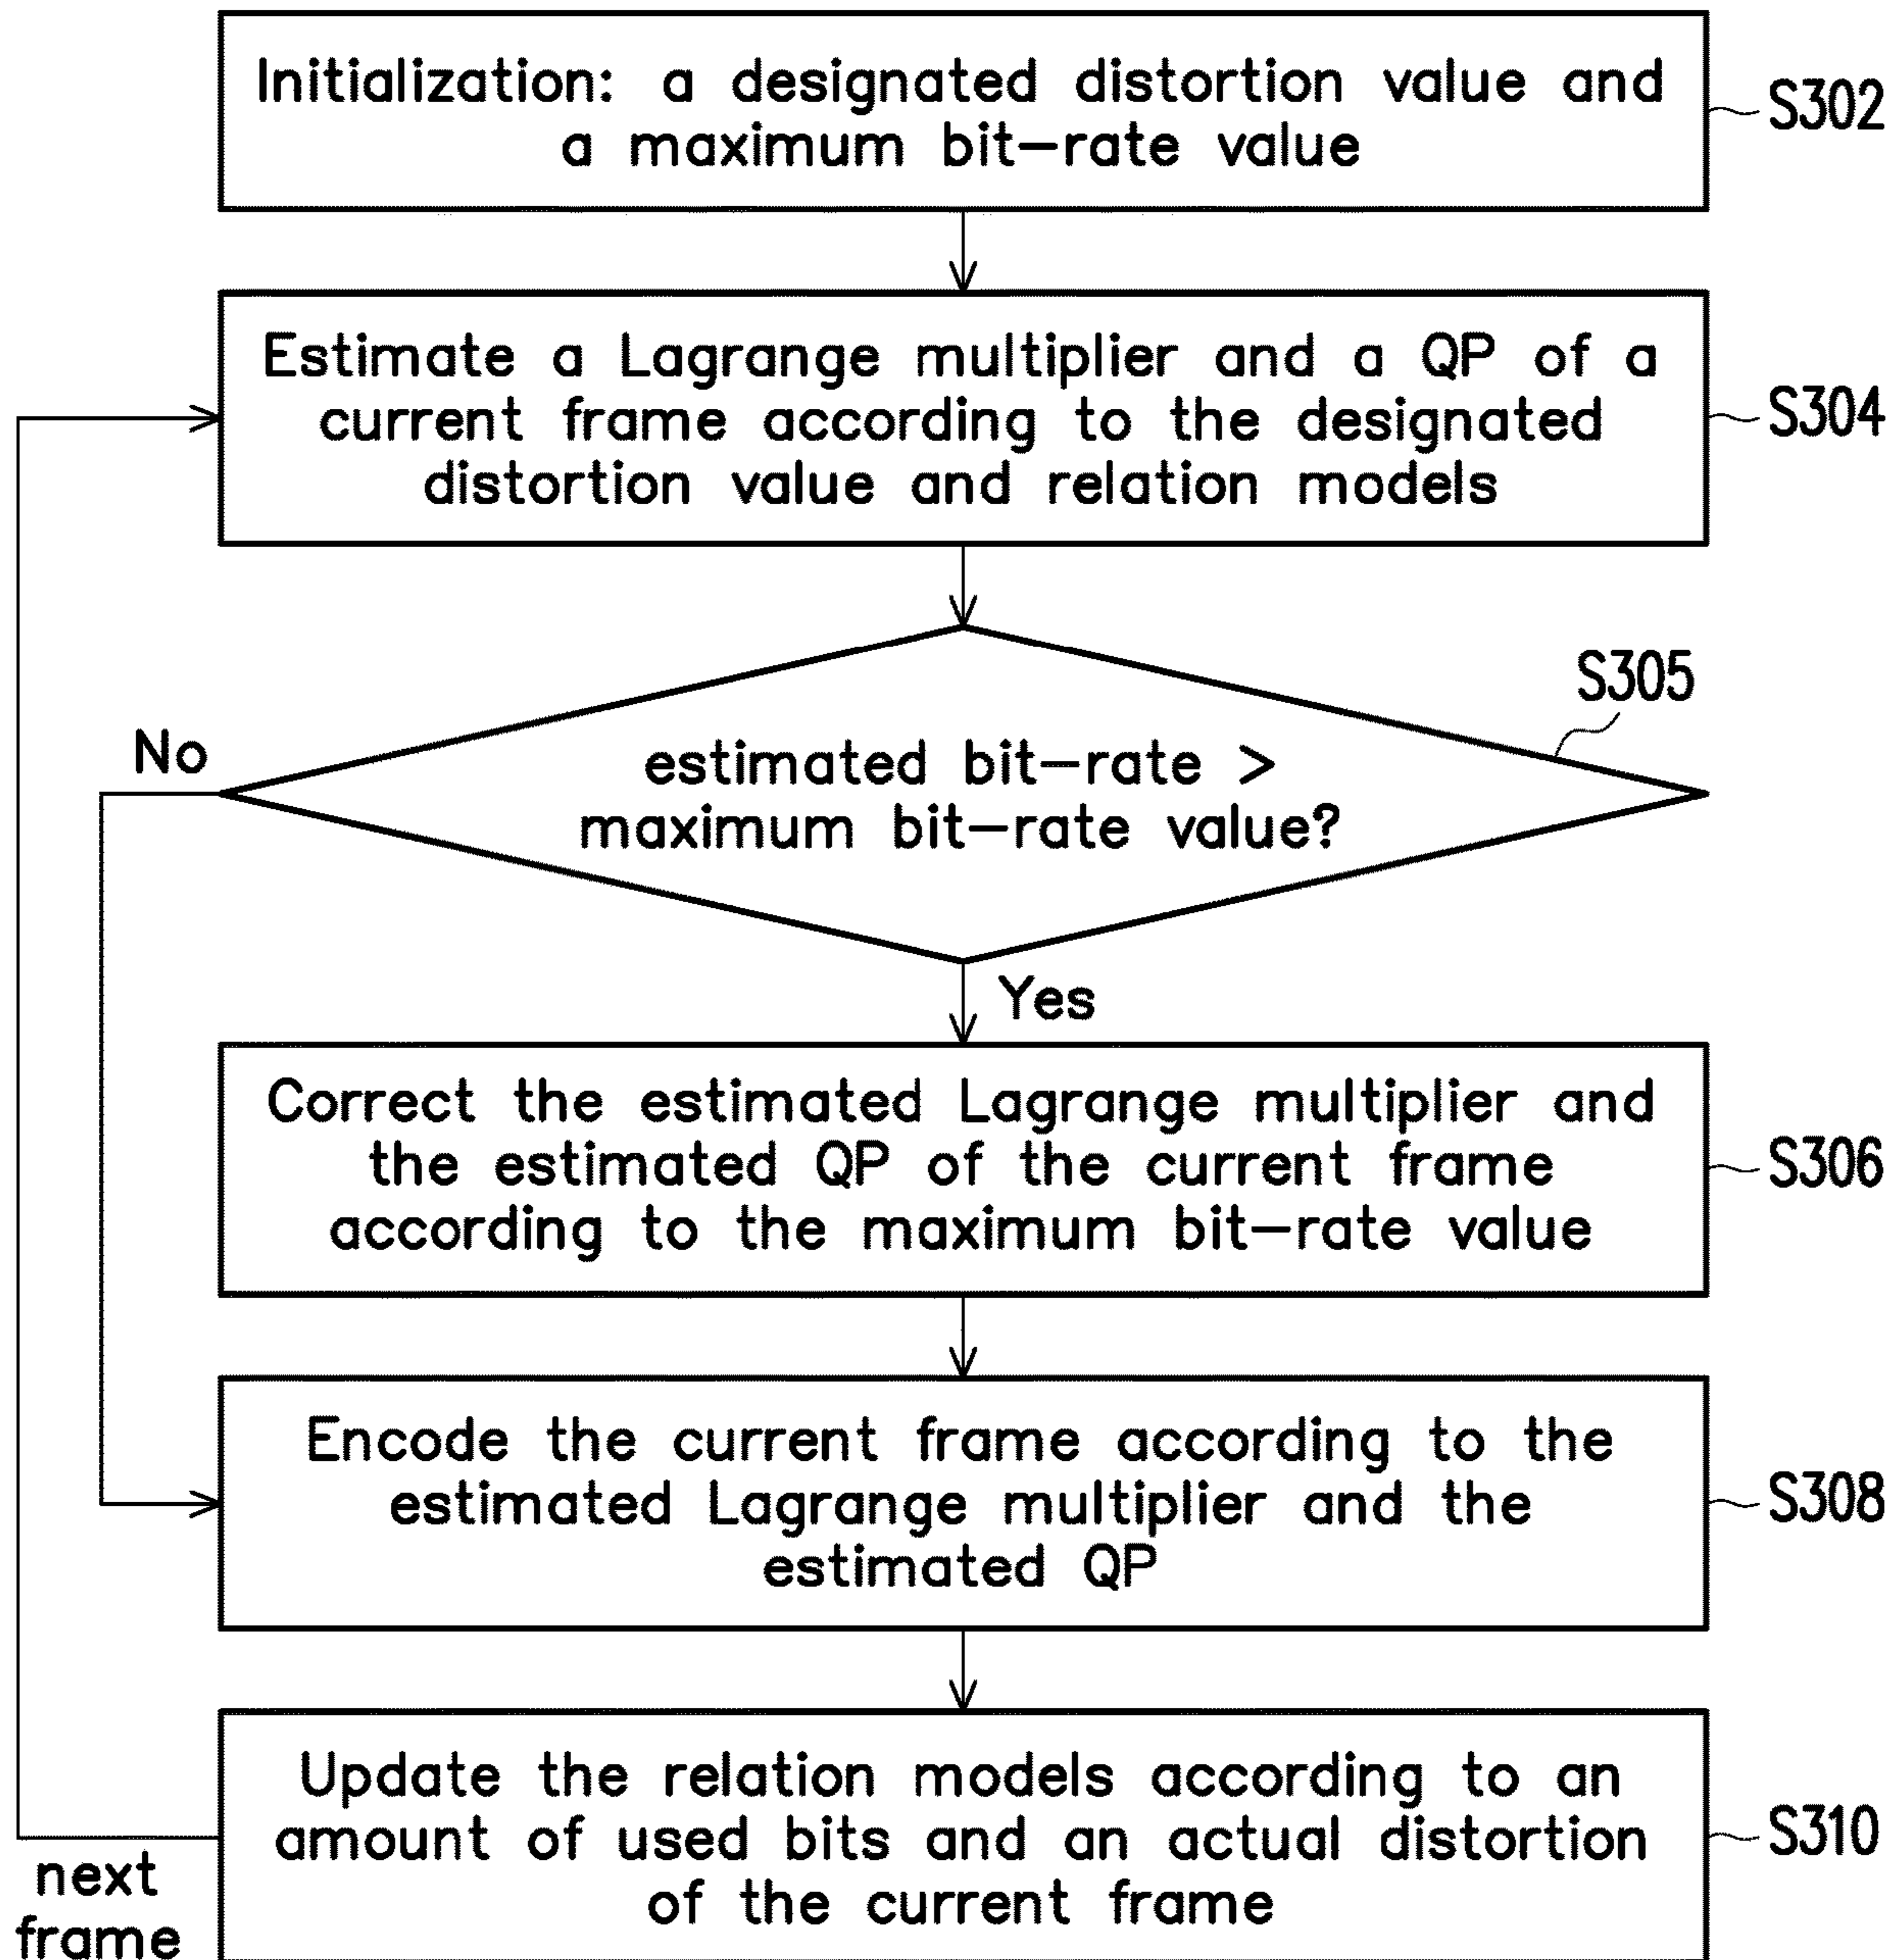 Initialization: a designated distortion value and
a maximum bit-rate value
S302
Estimate a Lagrange multiplier and a QP of a
current frame according to the designated
distortion value and relation models
S304
S305
No
estimated bit-rate >
maximum bit-rate value?
Yes
Correct the estimated Lagrange multiplier and
the estimated QP of the current frame
according to the maximum bit-rate value
S306
Encode the current frame according to the
estimated Lagrange multiplier and the
estimated QP
S308
Update the relation models according to an
amount of used bits and an actual distortion
of the current frame
S310
next
frame